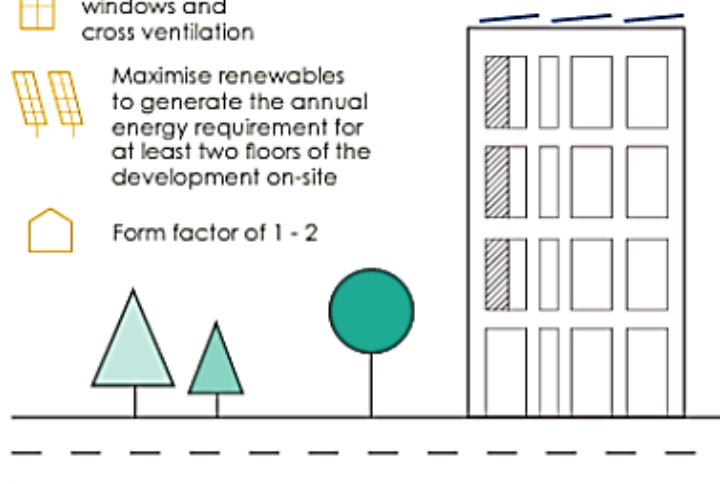 windows and
cross ventilation
Maximise renewables
to generate the annual
energy requirement for
at least two floors of the
development on-site
Form factor of 1 - 2